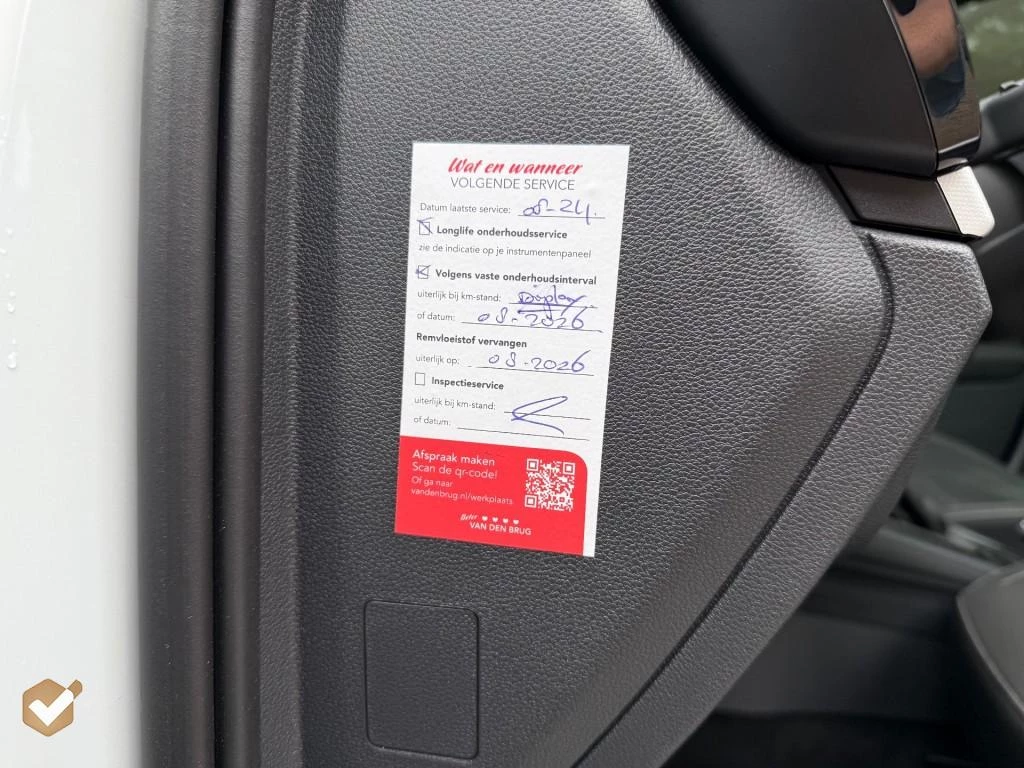 Wat en wanneer
VOLGENDE SERVICE
Datum laatste service: 08-24.
Longlife onderhoudsservice
zie de indicatie op je instrumentenpaneel
Volgens vaste onderhoudsinterval
uiterlijk bij km-stand: Display
of datum: 08-2026
Remvloeistof vervangen
uiterlijk op: 08-2026
Inspectieservice
uiterlijk bij km-stand:
of datum:
Afspraak maken
Scan de qr-code!
Of ga naar
vandenbrug.nl/werkplaats
Beter
VAN DEN BRUG